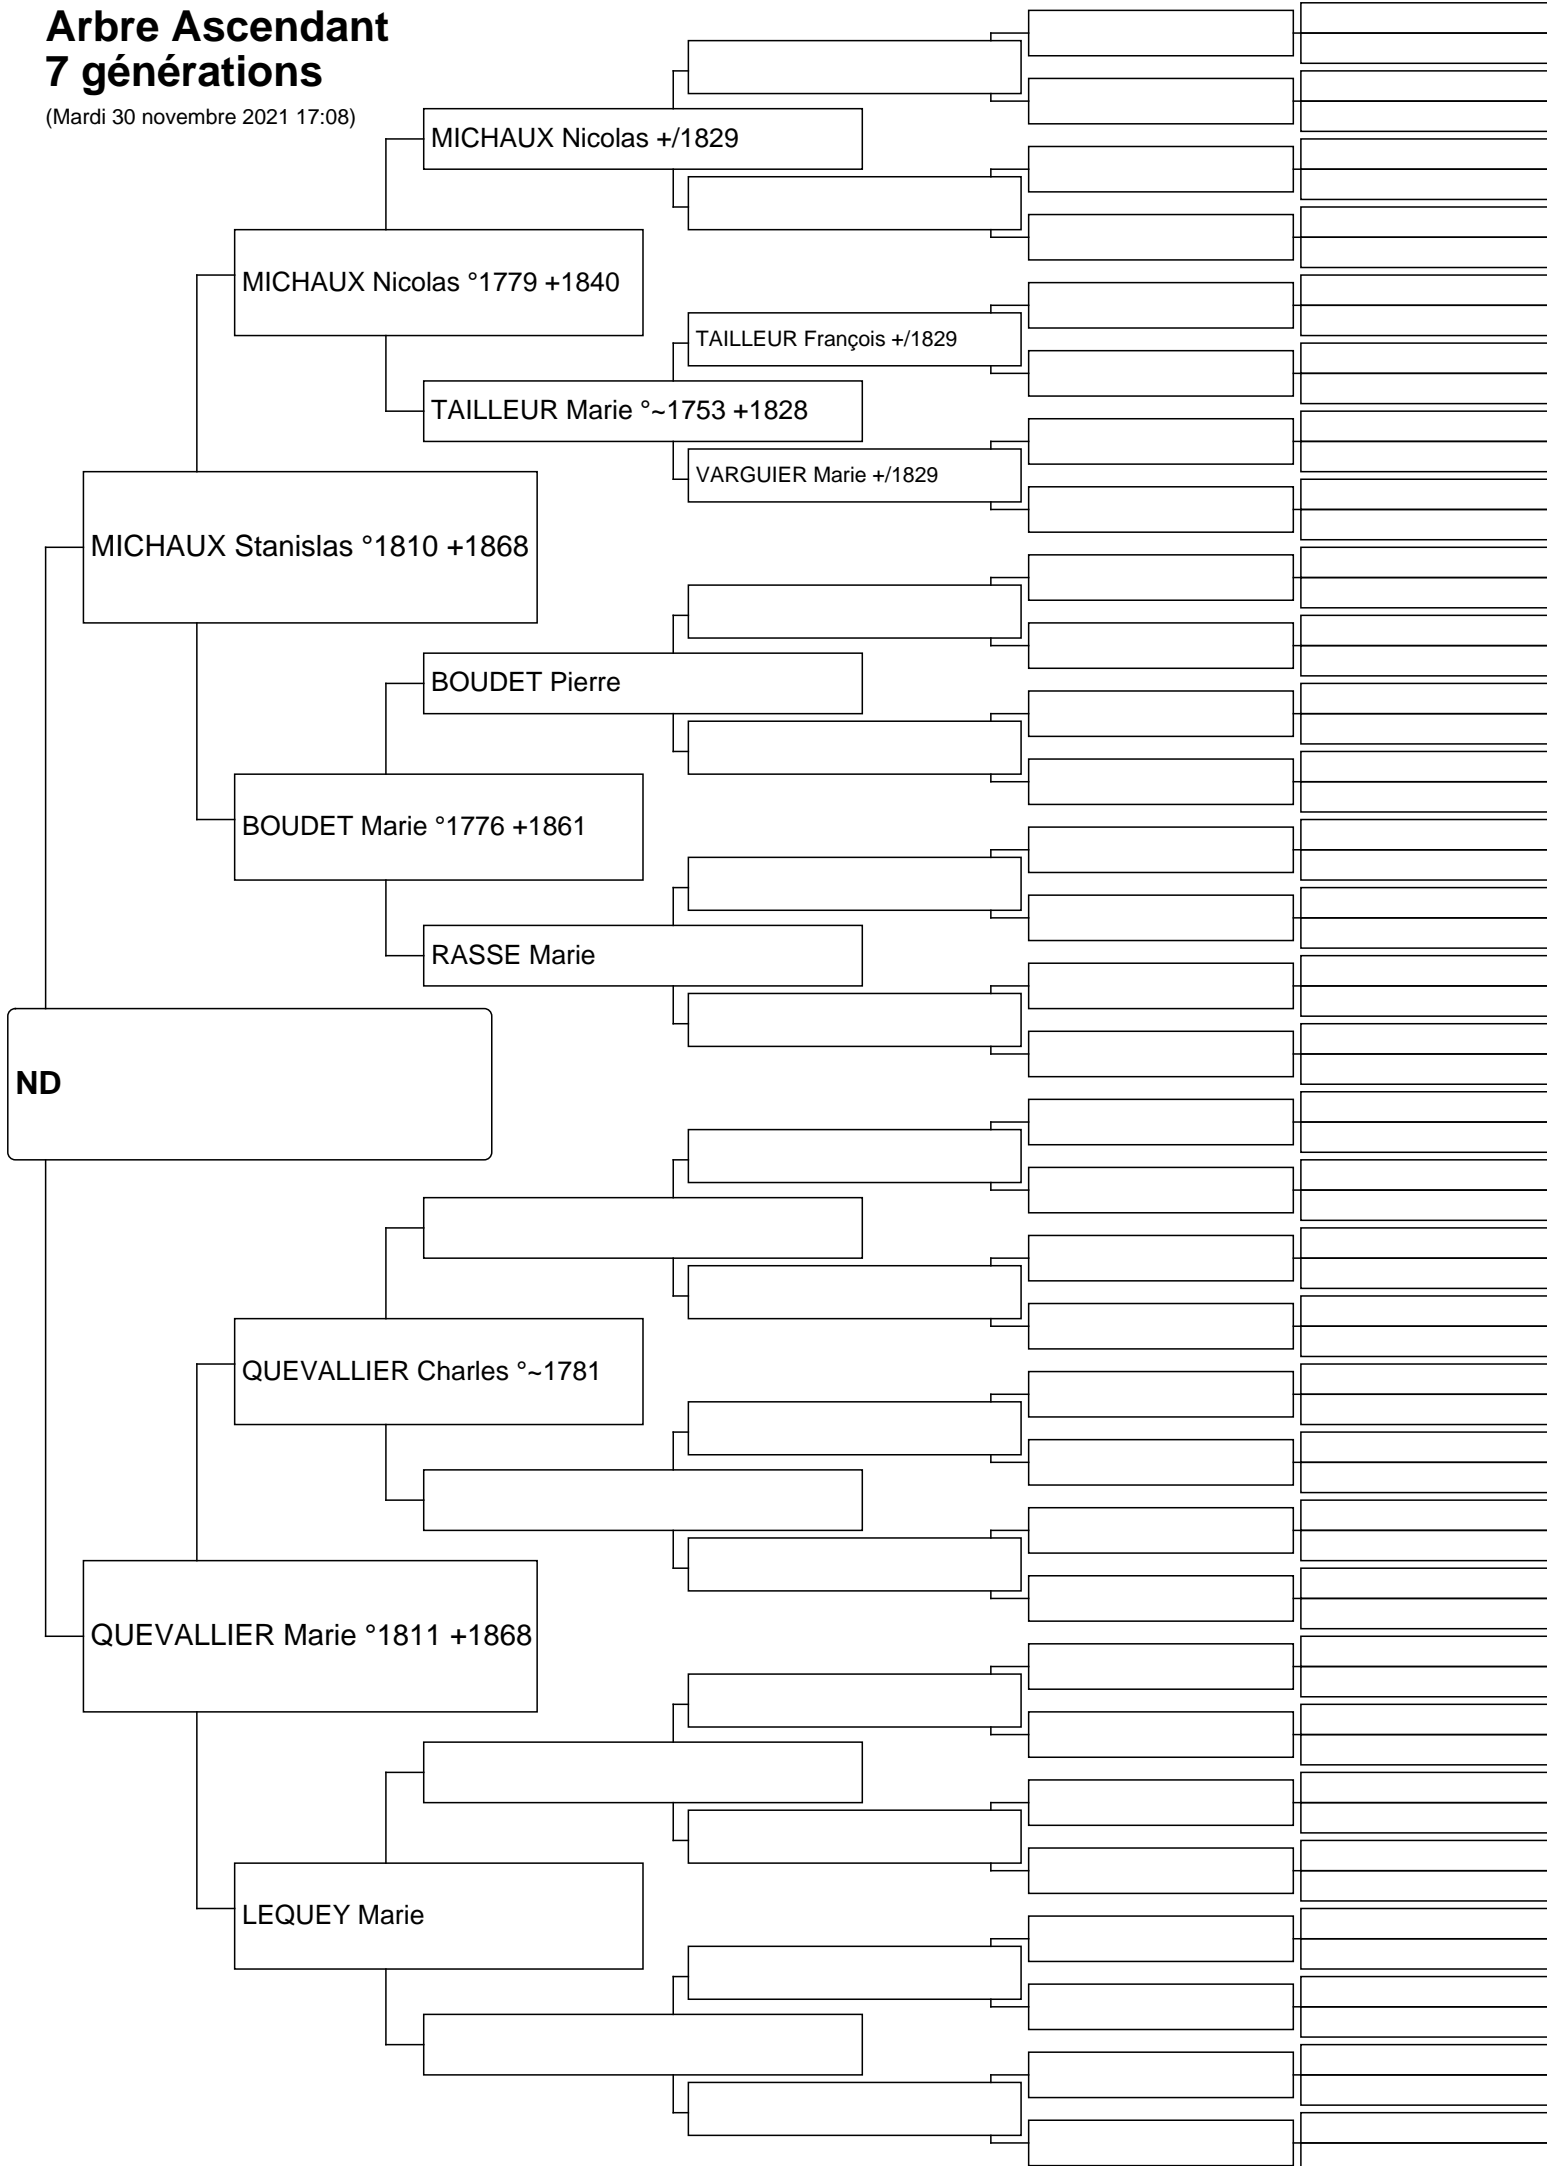 Arbre Ascendant
7 générations
(Mardi 30 novembre 2021 17:08)
MICHAUX Nicolas +/1829
MICHAUX Nicolas °1779 +1840
TAILLEUR François +/1829
TAILLEUR Marie °~1753 +1828
VARGUIER Marie +/1829
MICHAUX Stanislas °1810 +1868
BOUDET Pierre
BOUDET Marie °1776 +1861
RASSE Marie
ND
QUEVALLIER Charles °~1781
QUEVALLIER Marie °1811 +1868
LEQUEY Marie